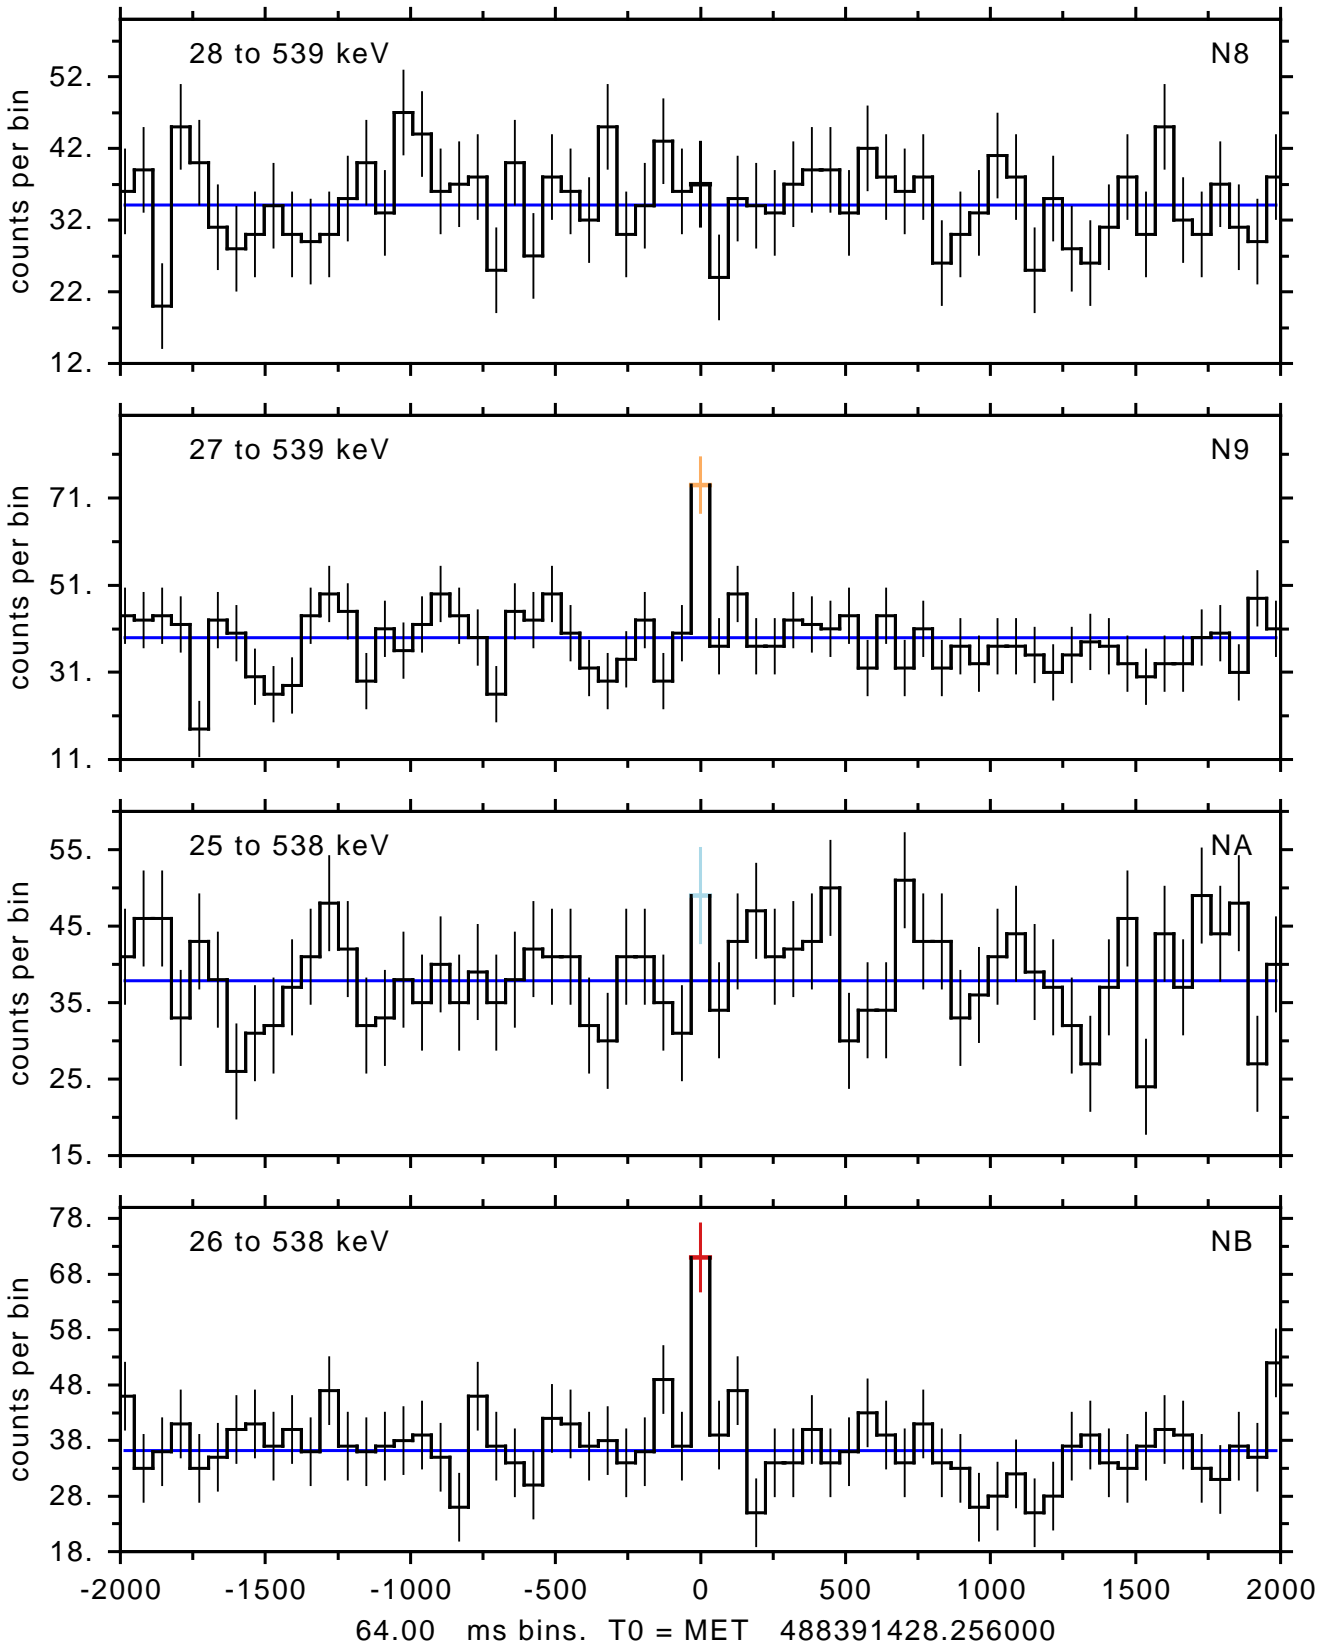 28 to 539 keV N8
52.
42.
32.
22.
12.
counts per bin
27 to 539 keV N9
71.
51.
31.
11.
counts per bin
25 to 538 keV NA
55.
45.
35.
25.
15.
counts per bin
26 to 538 keV NB
78.
68.
58.
48.
38.
28.
18.
counts per bin
-2000 -1500 -1000 -500 0 500 1000 1500 2000
64.00 ms bins. T0 = MET 488391428.256000